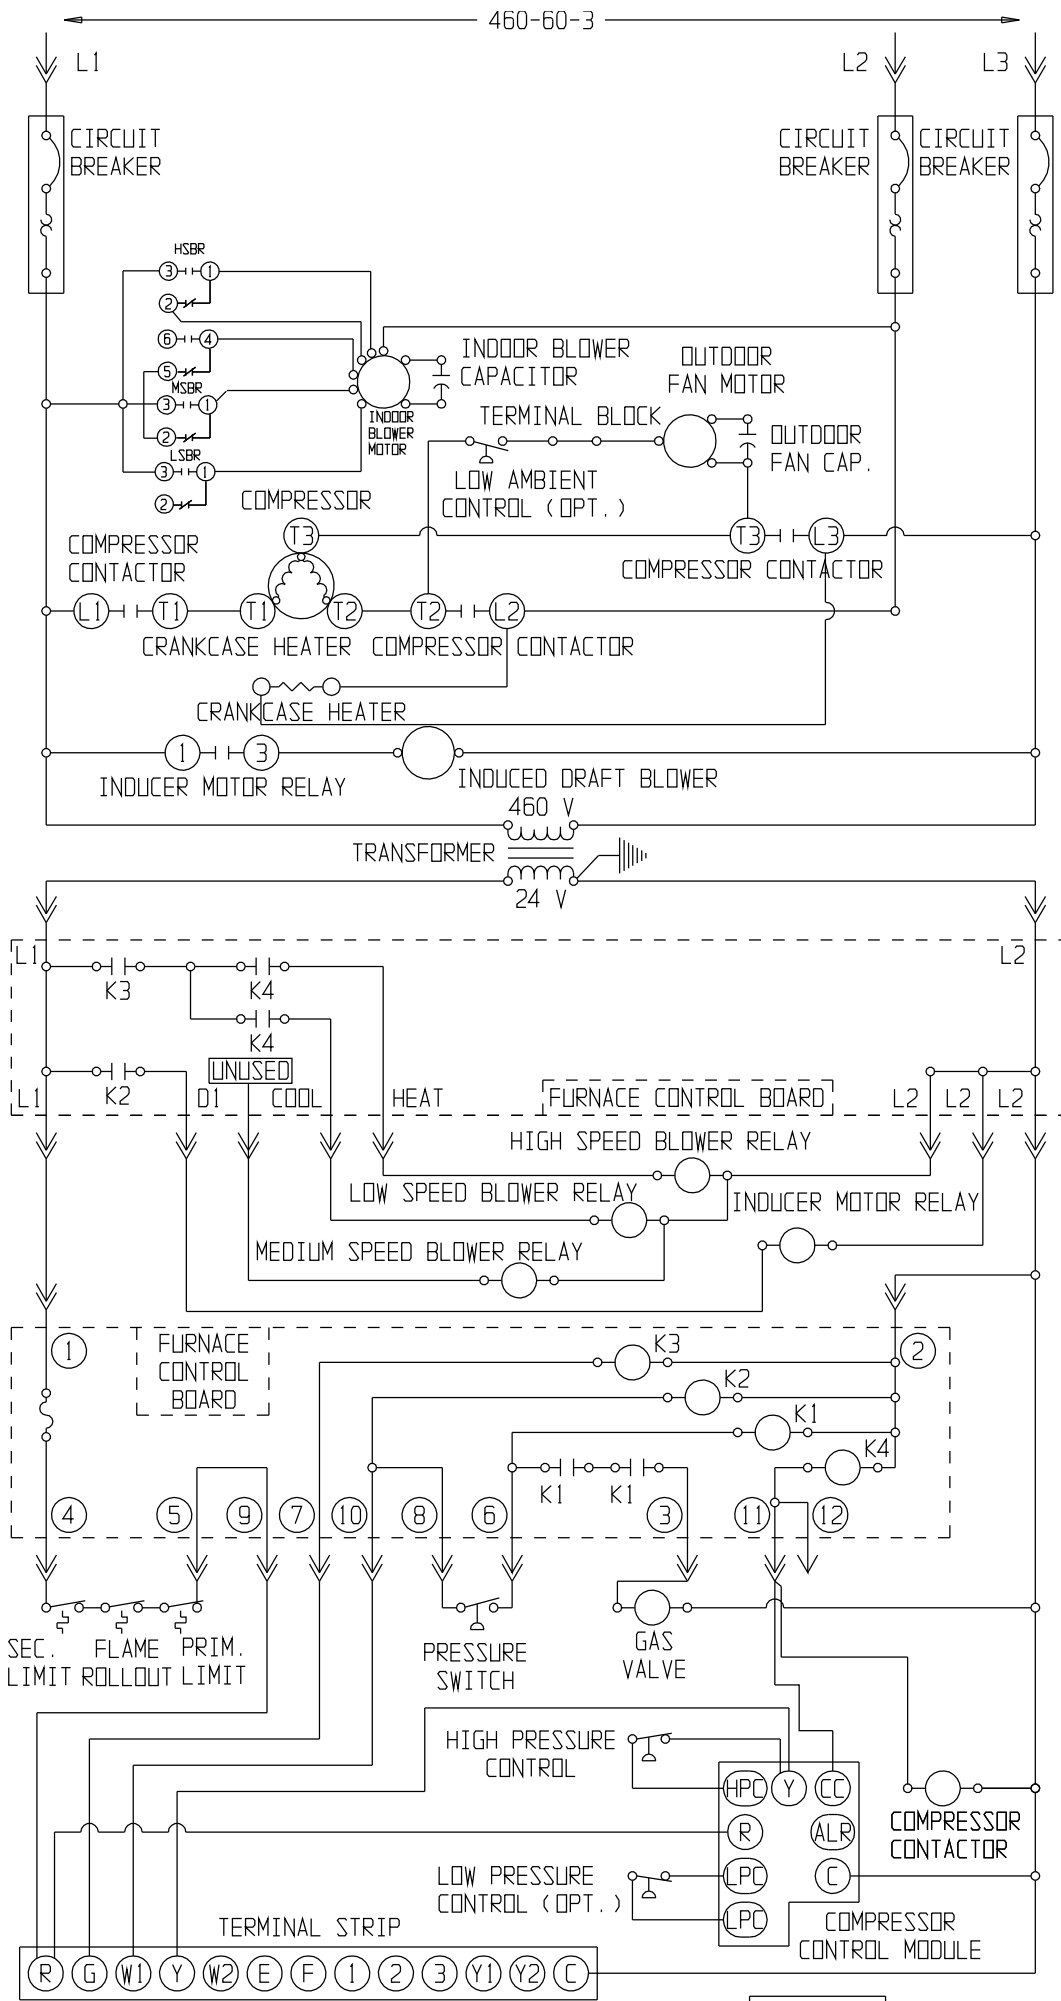 460-60-3
L1
L2
L3
CIRCUIT
BREAKER
CIRCUIT
BREAKER
CIRCUIT
BREAKER
HSBR
3 1
2
6 4
5
MSBR
3 1
2
LSBR
3 1
2
INDOOR
BLOWER
MOTOR
INDOOR BLOWER
CAPACITOR
OUTDOOR
FAN MOTOR
TERMINAL BLOCK
OUTDOOR
FAN CAP.
LOW AMBIENT
CONTROL (OPT.)
COMPRESSOR
T3
T3 L3
COMPRESSOR CONTACTOR
COMPRESSOR
CONTACTOR
L1 T1 T1 T2 T2 L2
CRANKCASE HEATER
COMPRESSOR CONTACTOR
CRANKCASE HEATER
1 3
INDUCER MOTOR RELAY
INDUCED DRAFT BLOWER
460 V
TRANSFORMER
24 V
L1
L2
K3
K4
K4
UNUSED
K2
L1
D1
COOL
HEAT
FURNACE CONTROL BOARD
L2
L2
L2
HIGH SPEED BLOWER RELAY
LOW SPEED BLOWER RELAY
INDUCER MOTOR RELAY
MEDIUM SPEED BLOWER RELAY
1
FURNACE
CONTROL
BOARD
K3
2
K2
K1
K4
K1
K1
4
5
9
7
10
8
6
3
11
12
SEC.
LIMIT
FLAME
ROLLOUT
PRIM.
LIMIT
PRESSURE
SWITCH
GAS
VALVE
HIGH PRESSURE
CONTROL
HPC Y CC
COMPRESSOR
CONTACTOR
R ALR
LOW PRESSURE
CONTROL (OPT.)
LPC C
LPC
COMPRESSOR
CONTROL MODULE
TERMINAL STRIP
R G W1 Y W2 E F 1 2 3 Y1 Y2 C